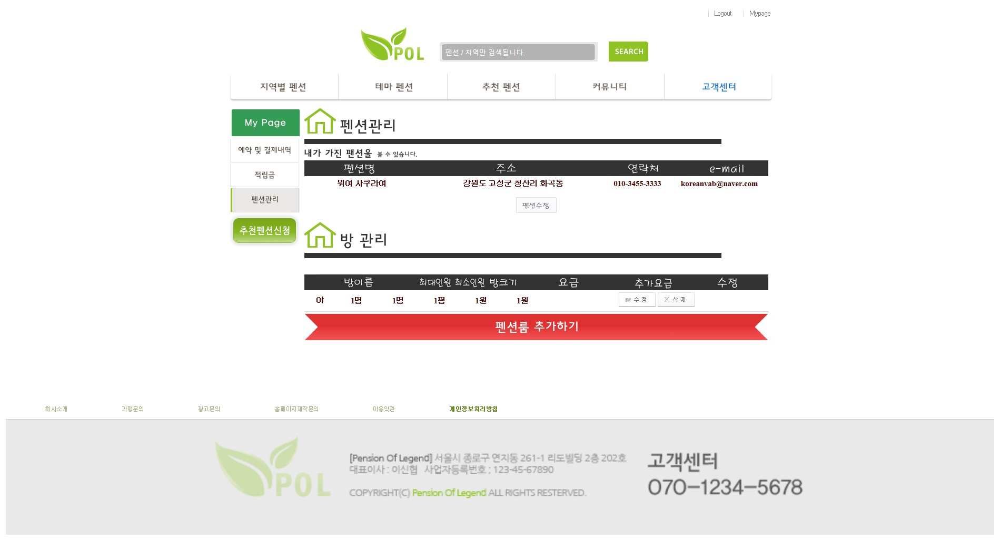 Logout Mypage
POL
펜션 / 지역만 검색됩니다.
SEARCH
지역별 펜션 테마 펜션 추천 펜션 커뮤니티 고객센터
My Page
예약 및 결제내역
적립금
펜션관리
추천펜션신청
펜션관리
내가 가진 팬션울 볼 수 있습니다.
펜션명 주소 연락처 e-mail
뭐여 사쿠라여 강원도 고성군 청산리 화곡동 010-3455-3333 koreanvab@naver.com
펜션수정
방 관리
방이름 최대인원 최소인원 방크기 요금 추가요금 수정
야 1명 1명 1평 1원 1원 수정 삭제
펜션룸 추가하기
회사소개 가맹문의 광고문의 홈페이지제작문의 이용약관 개인정보처리방침
POL
[Pension Of Legend] 서울시 종로구 연지동 261-1 리도빌딩 2층 202호
대표이사 : 이신협 사업자등록번호 ; 123-45-67890
COPYRIGHT(C) Pension Of Legend ALL RIGHTS RESTERVED.
고객센터
070-1234-5678